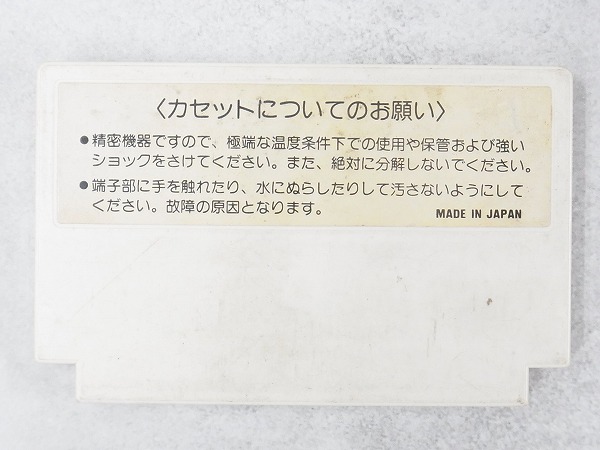 〈カセットについてのお願い〉
●精密機器ですので、極端な温度条件下での使用や保管および強い
ショックをさけてください。また、絶対に分解しないでください。
●端子部に手を触れたり、水にぬらしたりして汚さないようにして
ください。故障の原因となります。
MADE IN JAPAN